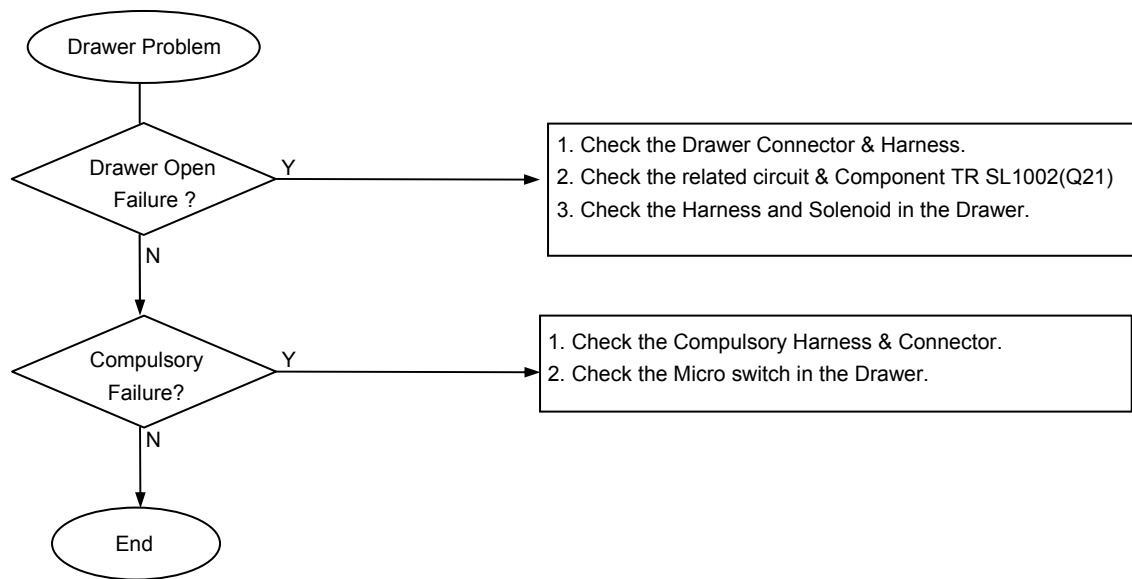 Drawer Problem
Drawer Open
Failure ?
Y
1. Check the Drawer Connector & Harness.
2. Check the related circuit & Component TR SL1002(Q21)
3. Check the Harness and Solenoid in the Drawer.
N
Compulsory
Failure?
Y
1. Check the Compulsory Harness & Connector.
2. Check the Micro switch in the Drawer.
N
End